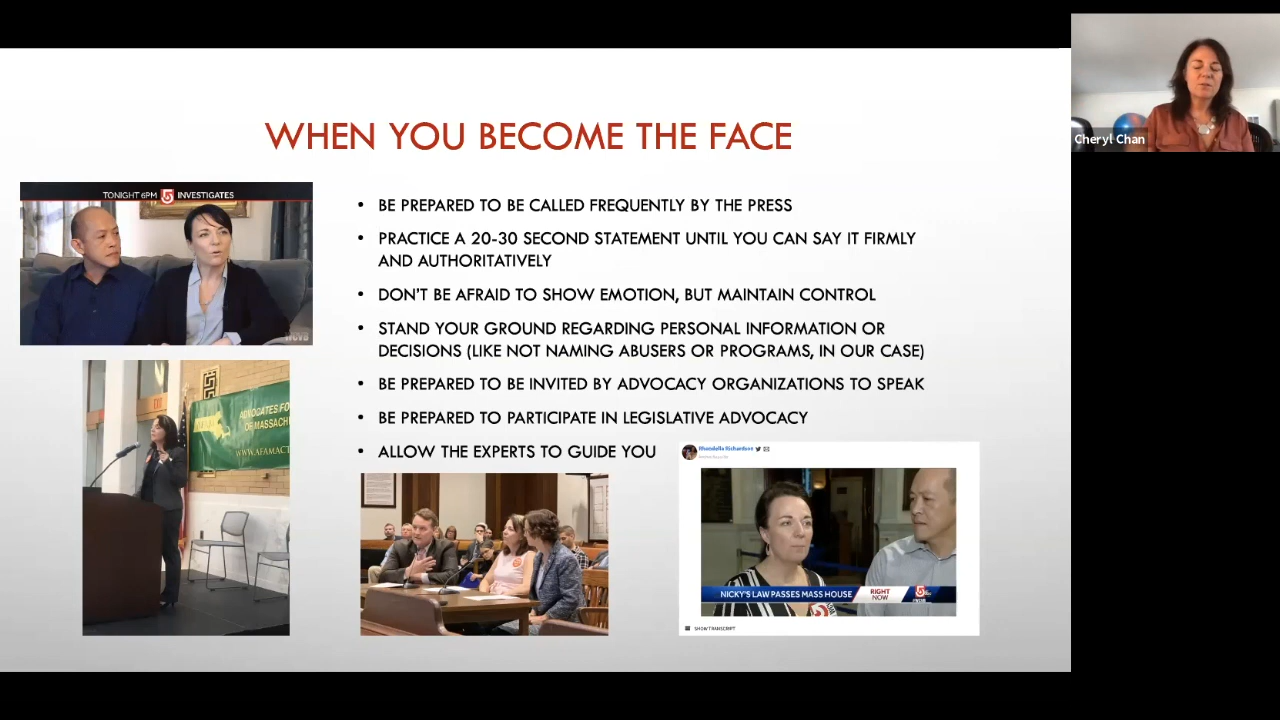 Cheryl Chan
WHEN YOU BECOME THE FACE
TONIGHT 6PM 5 INVESTIGATES
WCVB
• BE PREPARED TO BE CALLED FREQUENTLY BY THE PRESS
• PRACTICE A 20-30 SECOND STATEMENT UNTIL YOU CAN SAY IT FIRMLY
AND AUTHORITATIVELY
• DON'T BE AFRAID TO SHOW EMOTION, BUT MAINTAIN CONTROL
• STAND YOUR GROUND REGARDING PERSONAL INFORMATION OR
DECISIONS (LIKE NOT NAMING ABUSERS OR PROGRAMS, IN OUR CASE)
• BE PREPARED TO BE INVITED BY ADVOCACY ORGANIZATIONS TO SPEAK
• BE PREPARED TO PARTICIPATE IN LEGISLATIVE ADVOCACY
• ALLOW THE EXPERTS TO GUIDE YOU
ADVOCATES FO
OF MASSACH
WWW.AFAMACT
Rhondella Richardson
NICKY'S LAW PASSES MASS HOUSE
RIGHT
NOW
5
SHOW TRANSCRIPT